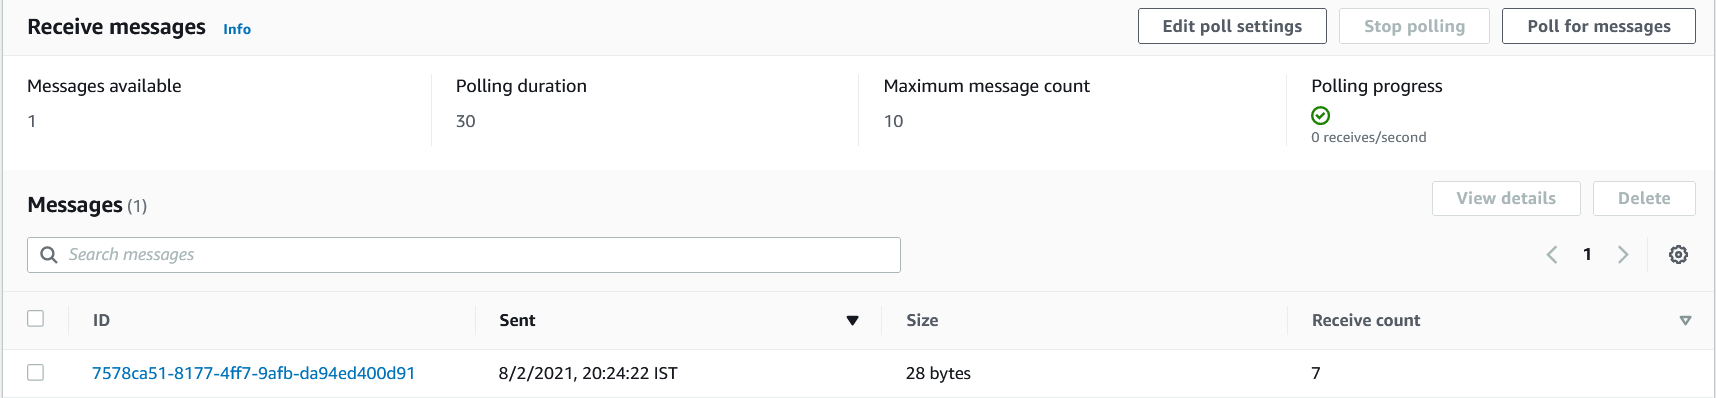 Receive messages Info Edit poll settings Stop polling Poll for messages
Messages available Polling duration Maximum message count Polling progress
1 30 10
0 receives/second
Messages (1) View details Delete
Search messages 1
ID Sent Size Receive count
7578ca51-8177-4ff7-9afb-da94ed400d91 8/2/2021, 20:24:22 IST 28 bytes 7